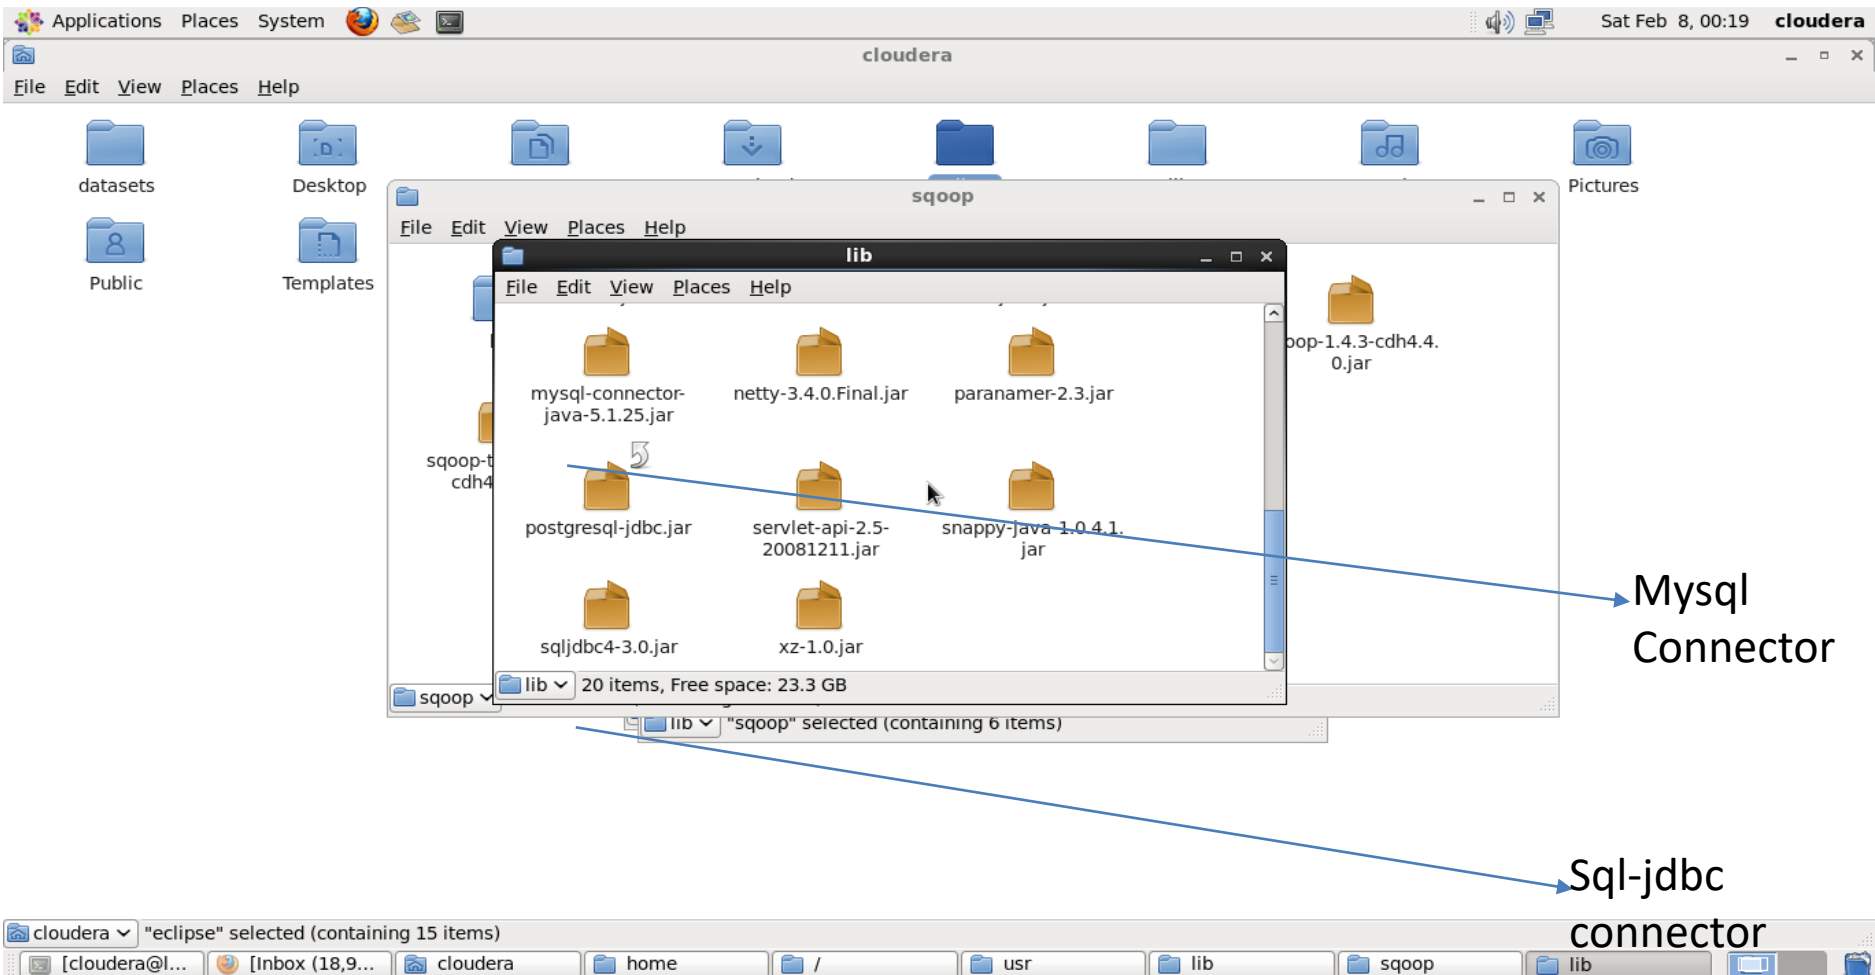 Applications Places System Sat Feb 8, 00:19 cloudera
cloudera
File Edit View Places Help
datasets
Desktop
Pictures
Public
Templates
sqoop
File Edit View Places Help
lib
File Edit View Places Help
mysql-connector-
java-5.1.25.jar
netty-3.4.0.Final.jar
paranamer-2.3.jar
oop-1.4.3-cdh4.4.
0.jar
sqoop-t
cdh4
postgresql-jdbc.jar
servlet-api-2.5-
20081211.jar
snappy-java-1.0.4.1.
jar
sqljdbc4-3.0.jar
xz-1.0.jar
lib 20 items, Free space: 23.3 GB
sqoop
lib "sqoop" selected (containing 6 items)
Mysql
Connector
Sql-jdbc
connector
cloudera "eclipse" selected (containing 15 items)
[cloudera@l... [Inbox (18,9... cloudera home / usr lib sqoop lib